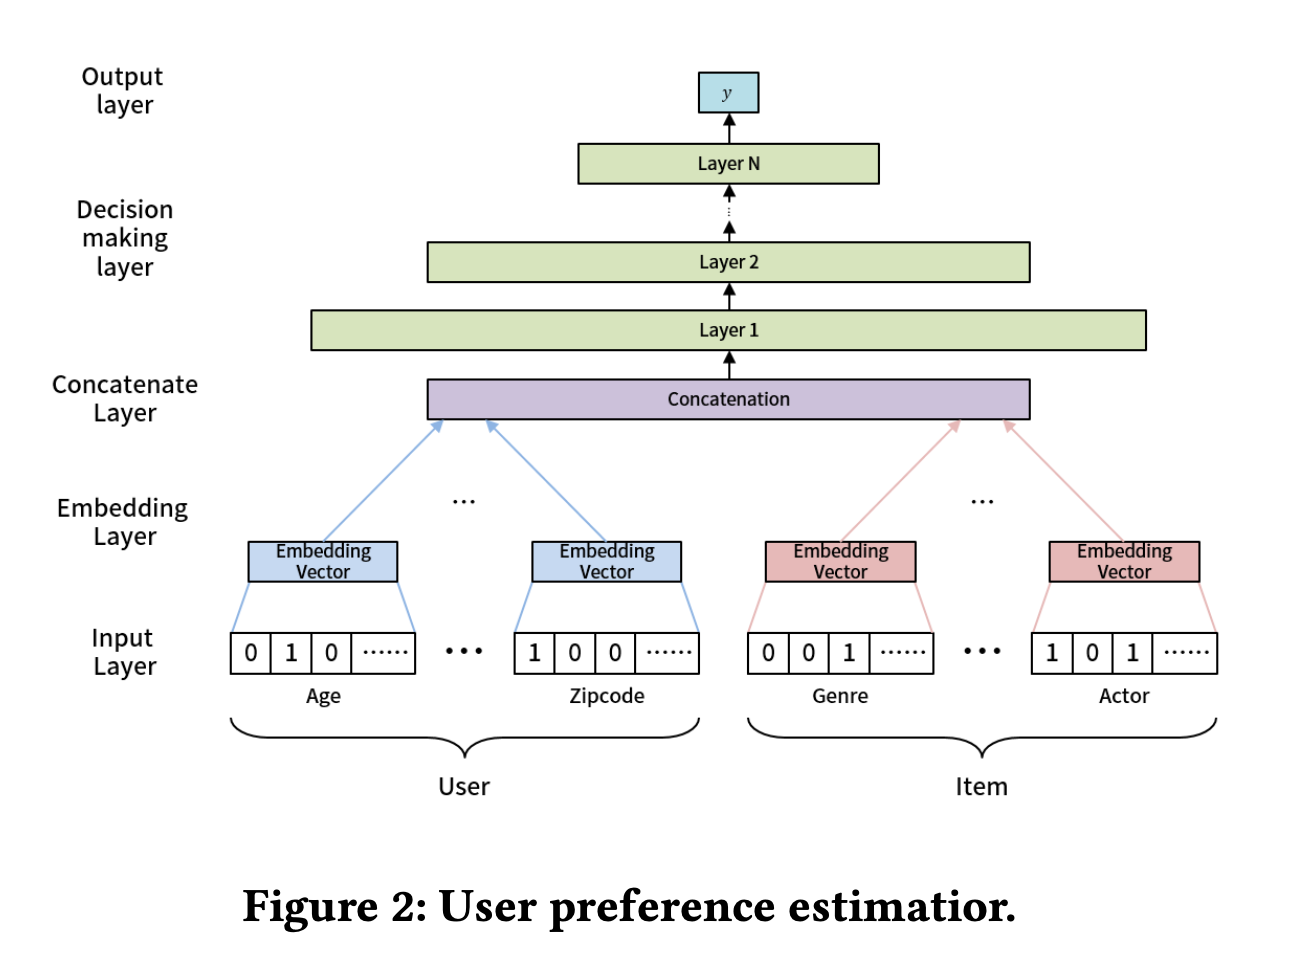 Output
layer
y
Layer N
Decision
making
layer
Layer 2
Layer 1
Concatenate
Layer
Concatenation
Embedding
Layer
...
...
Embedding
Vector
Embedding
Vector
Embedding
Vector
Embedding
Vector
Input
Layer
0 1 0 ······
···
1 0 0 ······
0 0 1 ······
···
1 0 1 ······
Age
Zipcode
Genre
Actor
User
Item
Figure 2: User preference estimatior.